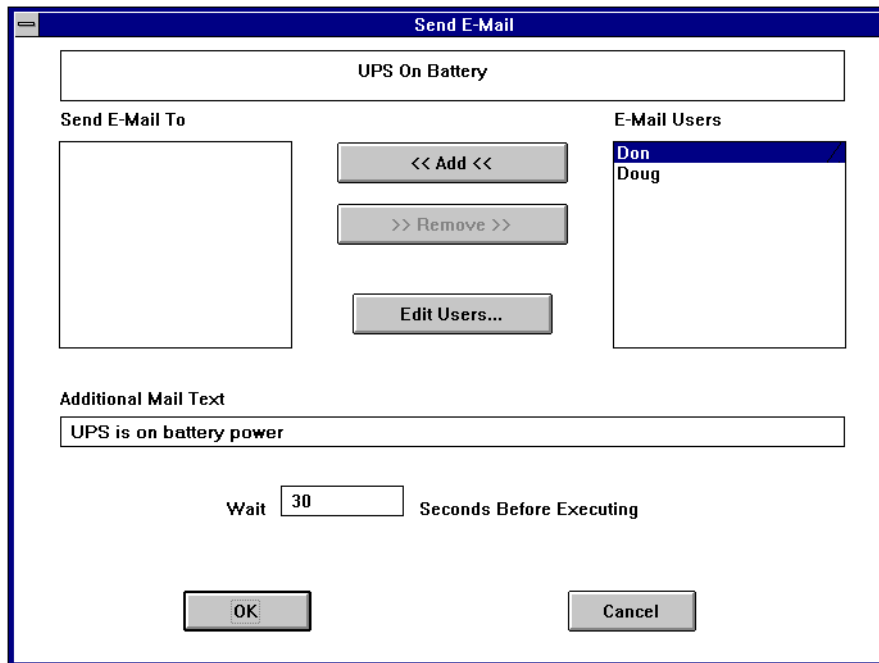 Send E-Mail
UPS On Battery
Send E-Mail To
E-Mail Users
<< Add <<
Don
Doug
>> Remove >>
Edit Users...
Additional Mail Text
UPS is on battery power
Wait 30 Seconds Before Executing
OK
Cancel